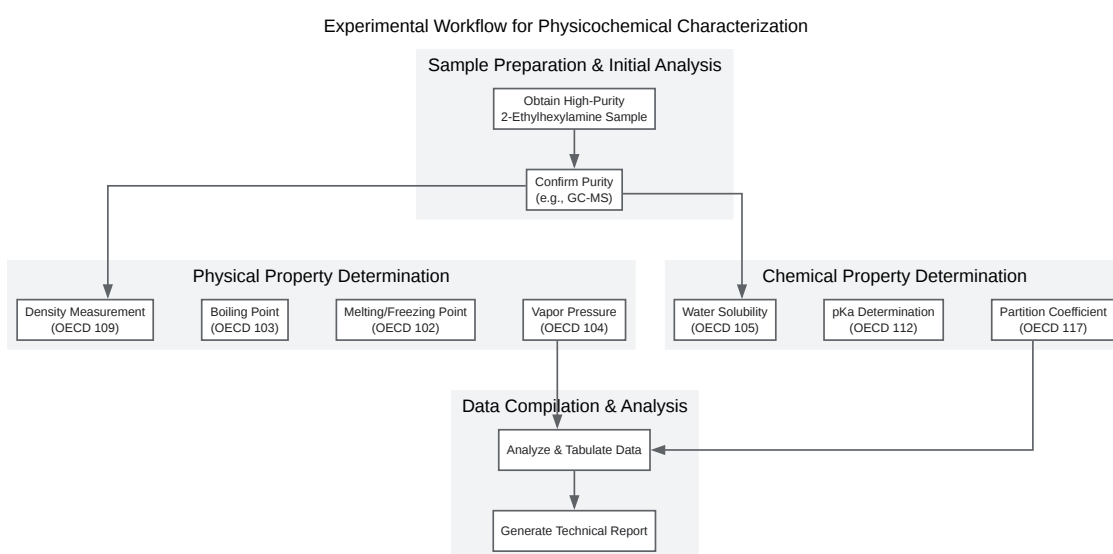 Experimental Workflow for Physicochemical Characterization
Sample Preparation & Initial Analysis
Obtain High-Purity
2-Ethylhexylamine Sample
Confirm Purity
(e.g., GC-MS)
Physical Property Determination
Chemical Property Determination
Density Measurement
(OECD 109)
Boiling Point
(OECD 103)
Melting/Freezing Point
(OECD 102)
Vapor Pressure
(OECD 104)
Water Solubility
(OECD 105)
pKa Determination
(OECD 112)
Partition Coefficient
(OECD 117)
Data Compilation & Analysis
Analyze & Tabulate Data
Generate Technical Report